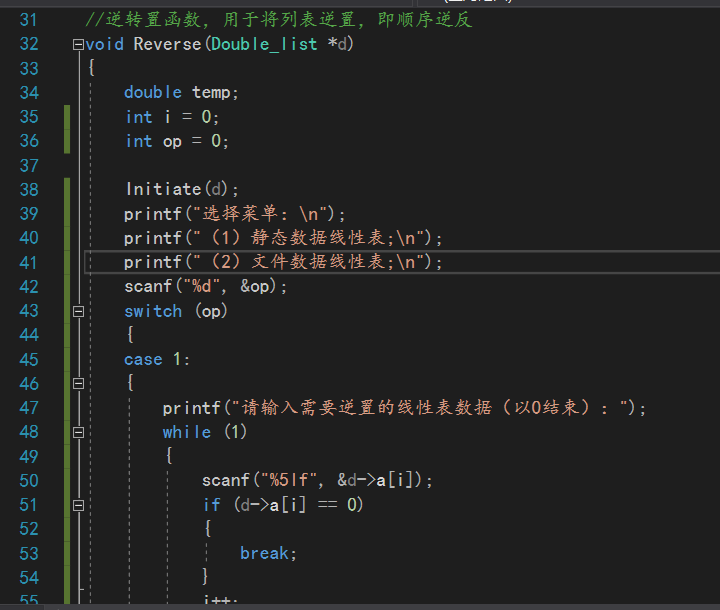 31 //逆转置函数，用于将列表逆置，即顺序逆反
32 void Reverse(Double_list *d)
33 {
34 double temp;
35 int i = 0;
36 int op = 0;
37
38 Initiate(d);
39 printf("选择菜单：\n");
40 printf("（1）静态数据线性表;\n");
41 printf("（2）文件数据线性表;\n");
42 scanf("%d", &op);
43 switch (op)
44 {
45 case 1:
46 {
47 printf("请输入需要逆置的线性表数据（以0结束）：");
48 while (1)
49 {
50 scanf("%5lf", &d->a[i]);
51 if (d->a[i] == 0)
52 {
53 break;
54 }
55 i++;